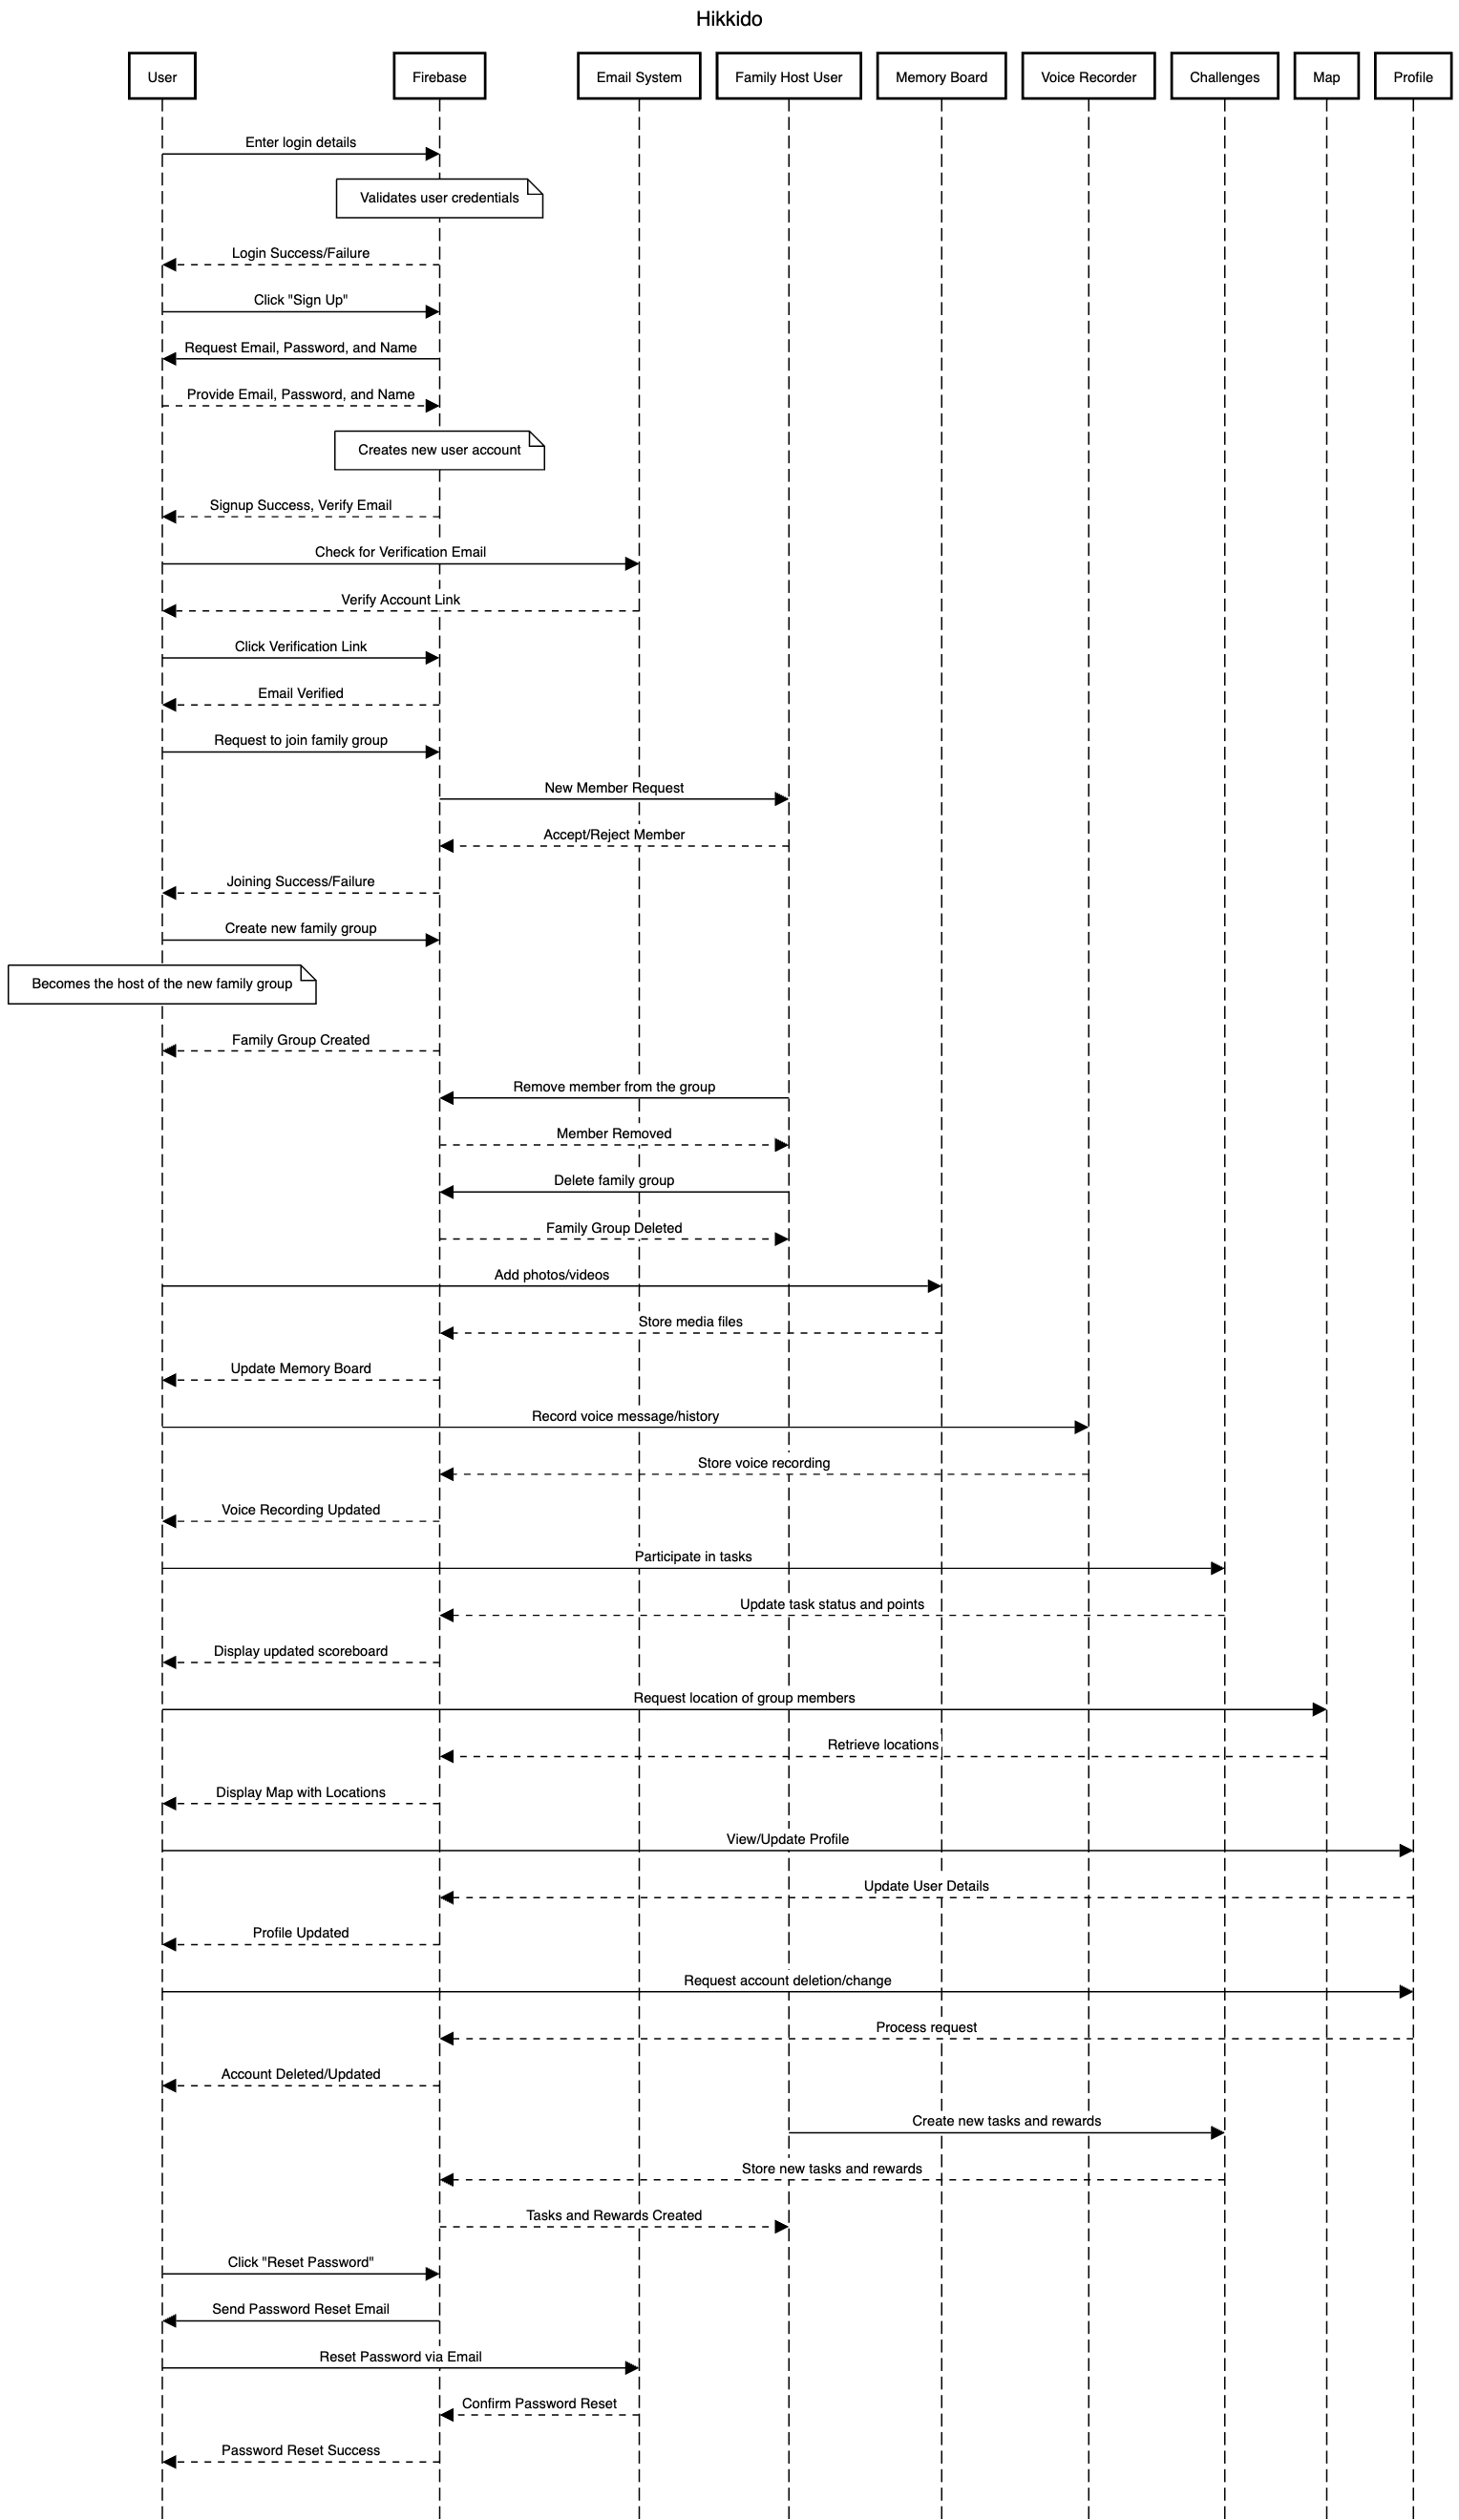 Hikkido
User
Firebase
Email System
Family Host User
Memory Board
Voice Recorder
Challenges
Map
Profile
Enter login details
Validates user credentials
Login Success/Failure
Click "Sign Up"
Request Email, Password, and Name
Provide Email, Password, and Name
Creates new user account
Signup Success, Verify Email
Check for Verification Email
Verify Account Link
Click Verification Link
Email Verified
Request to join family group
New Member Request
Accept/Reject Member
Joining Success/Failure
Create new family group
Becomes the host of the new family group
Family Group Created
Remove member from the group
Member Removed
Delete family group
Family Group Deleted
Add photos/videos
Store media files
Update Memory Board
Record voice message/history
Store voice recording
Voice Recording Updated
Participate in tasks
Update task status and points
Display updated scoreboard
Request location of group members
Retrieve locations
Display Map with Locations
View/Update Profile
Update User Details
Profile Updated
Request account deletion/change
Process request
Account Deleted/Updated
Create new tasks and rewards
Store new tasks and rewards
Tasks and Rewards Created
Click "Reset Password"
Send Password Reset Email
Reset Password via Email
Confirm Password Reset
Password Reset Success